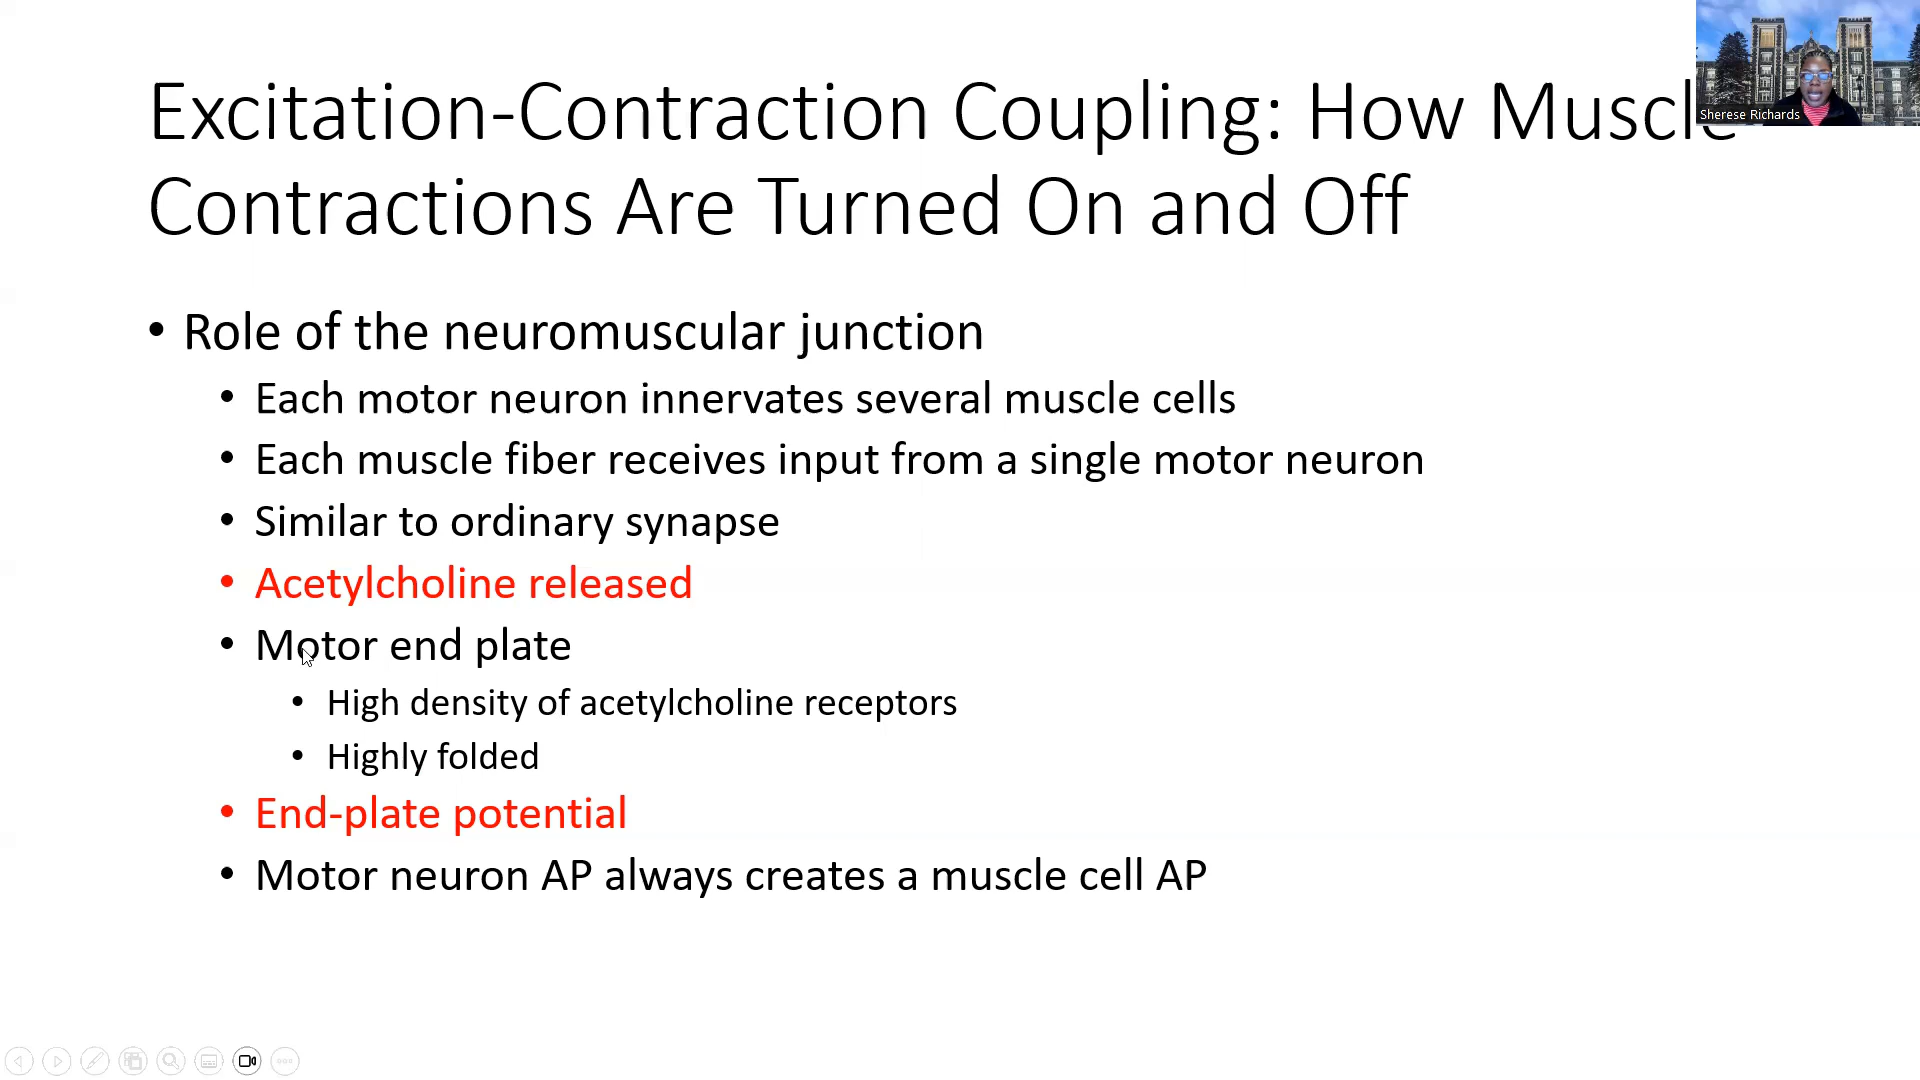 Excitation-Contraction Coupling: How Muscle
Contractions Are Turned On and Off
Sherese Richards
• Role of the neuromuscular junction
• Each motor neuron innervates several muscle cells
• Each muscle fiber receives input from a single motor neuron
• Similar to ordinary synapse
• Acetylcholine released
• Motor end plate
• High density of acetylcholine receptors
• Highly folded
• End-plate potential
• Motor neuron AP always creates a muscle cell AP